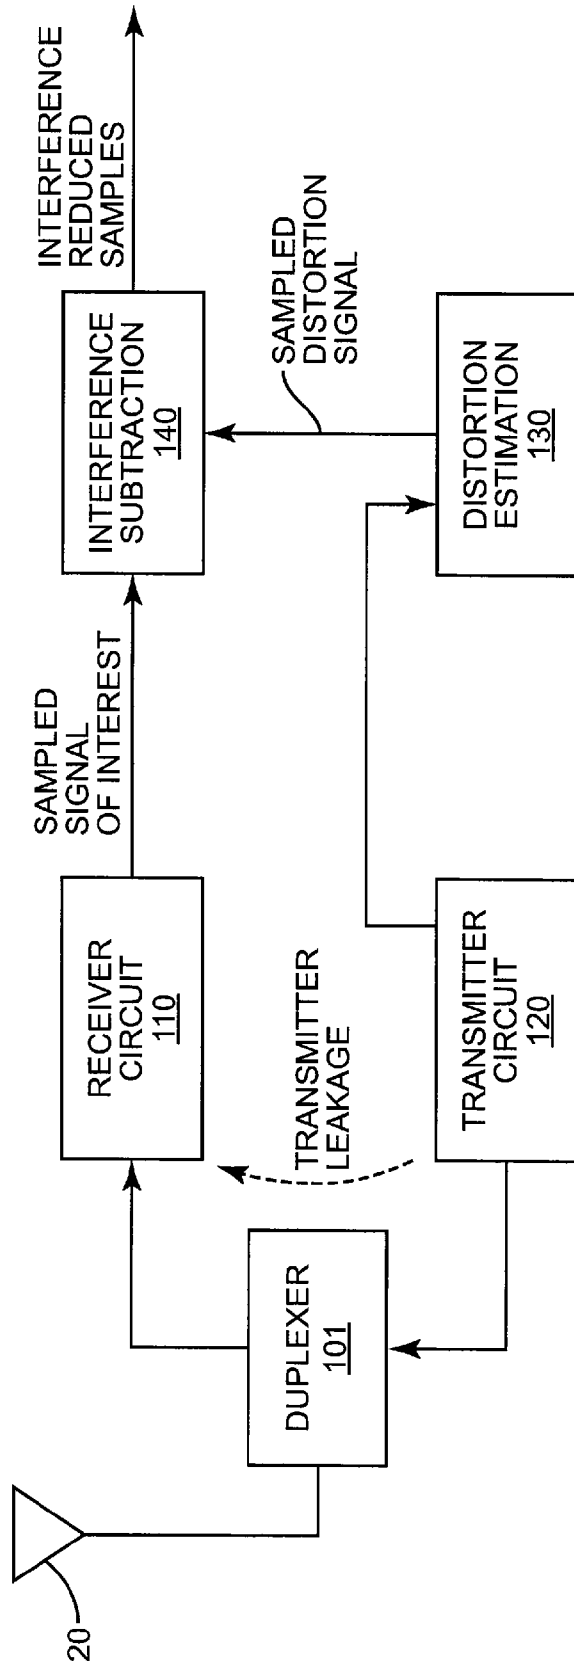 20
DUPLEXER
101
RECEIVER
CIRCUIT
110
TRANSMITTER
LEAKAGE
TRANSMITTER
CIRCUIT
120
SAMPLED
SIGNAL
OF INTEREST
INTERFERENCE
SUBTRACTION
140
SAMPLED
DISTORTION
SIGNAL
DISTORTION
ESTIMATION
130
INTERFERENCE
REDUCED
SAMPLES